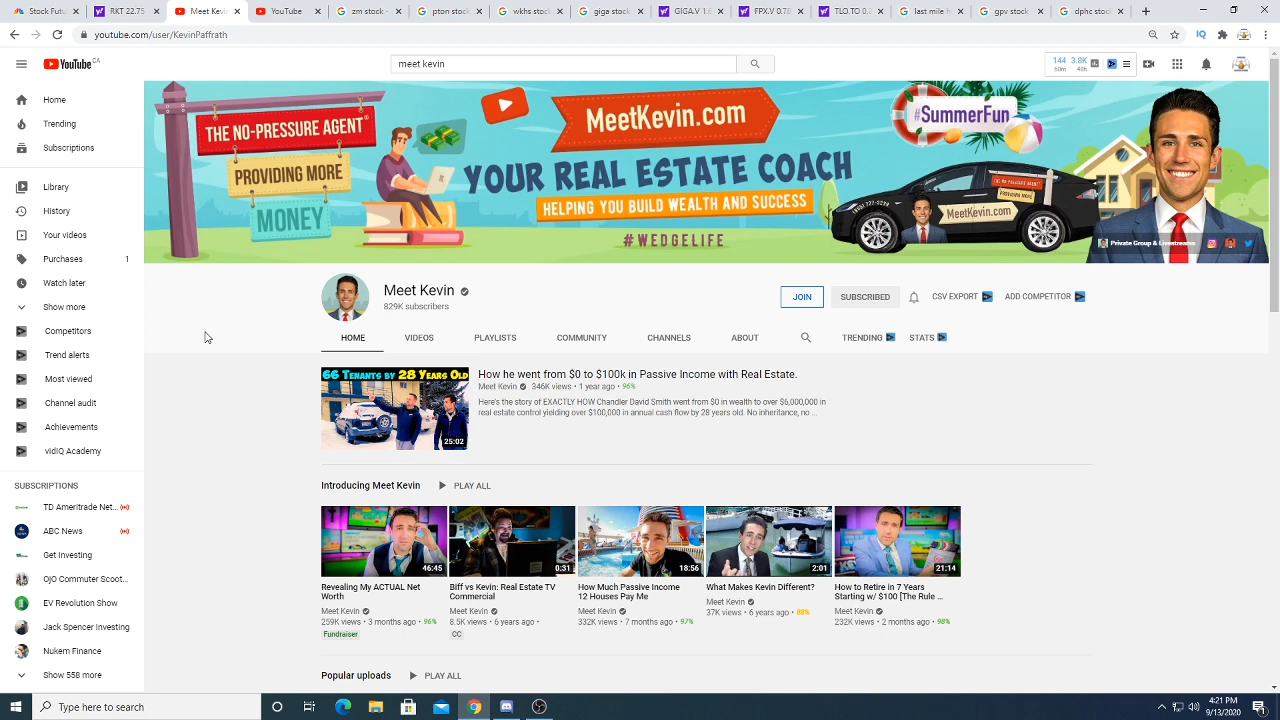 Stock Futu
RKT 22.75
Meet Kevin
YouTube
zm stock -
pton stock
wkhs stock
gigs stock
GIGA.V 1.6
FPX.V 0.78
TLO.TO 0.3
gpv stock
dphc stock
youtube.com/user/KevinPaffrath
YouTube CA
meet kevin
144 3.8K
60m 48h
THE NO-PRESSURE AGENT®
PROVIDING MORE
MONEY
MeetKevin.com
YOUR REAL ESTATE COACH
HELPING YOU BUILD WEALTH AND SUCCESS
#WEDGELIFE
#SummerFun
MeetKevin.com
Private Group & Livestreams
Home
Trending
Subscriptions
Library
History
Your videos
Purchases 1
Watch later
Show more
Competitors
Trend alerts
Most viewed
Channel audit
Achievements
vidIQ Academy
SUBSCRIPTIONS
TD Ameritrade Net...
ABC News
Get Investing
OjO Commuter Scoot...
EV Revolution Show
Jack Spencer Investing
Nukem Finance
Show 558 more
Meet Kevin
829K subscribers
JOIN SUBSCRIBED CSV EXPORT ADD COMPETITOR
HOME VIDEOS PLAYLISTS COMMUNITY CHANNELS ABOUT TRENDING STATS
66 TENANTS BY 28 YEARS OLD
25:02
How he went from $0 to $100k in Passive Income with Real Estate.
Meet Kevin 346K views • 1 year ago • 96%
Here's the story of EXACTLY HOW Chandler David Smith went from $0 in wealth to over $6,000,000 in
real estate control yielding over $100,000 in annual cash flow by 28 years old. No inheritance, no ...
Introducing Meet Kevin PLAY ALL
46:45
Revealing My ACTUAL Net
Worth
Meet Kevin
259K Views • 3 months ago • 96%
Fundraiser
0:31
Biff vs Kevin: Real Estate TV
Commercial
Meet Kevin
8.5K views • 6 years ago •
CC
18:56
How Much Passive Income
12 Houses Pay Me
Meet Kevin
332K views • 7 months ago • 97%
2:01
What Makes Kevin Different?
Meet Kevin
37K views • 6 years ago • 88%
21:14
How to Retire in 7 Years
Starting w/ $100 [The Rule ...
Meet Kevin
232K views • 2 months ago • 98%
Popular uploads PLAY ALL
Type here to search
4:21 PM
9/13/2020